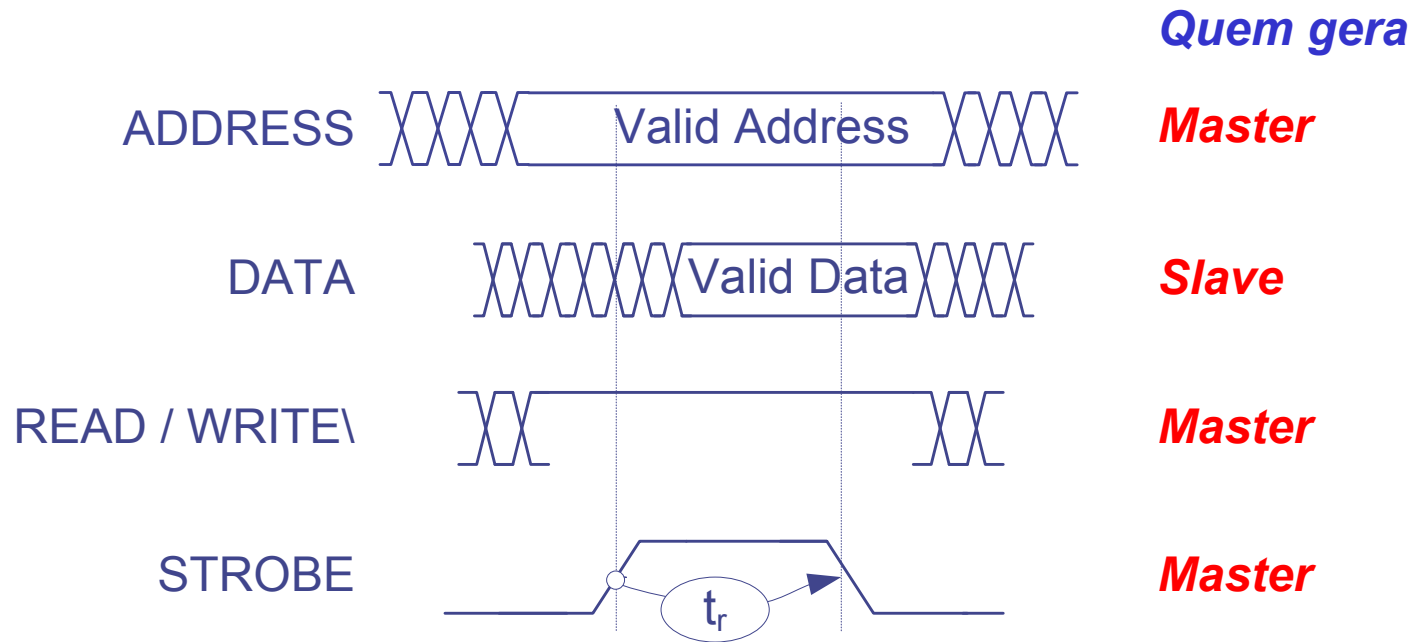 Quem gera
ADDRESS Valid Address Master
DATA Valid Data Slave
READ / WRITE\ Master
STROBE tr Master